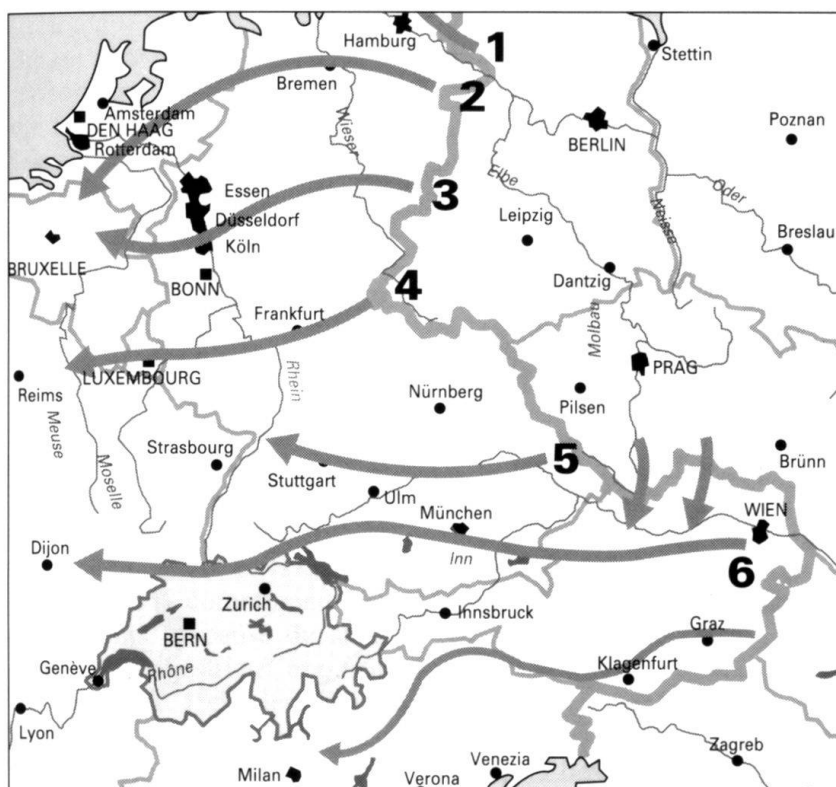 Hamburg
1
Stettin
Bremen
2
Amsterdam
DEN HAAG
Rotterdam
Wieser
BERLIN
Poznan
Essen
3
Elbe
Oder
Düsseldorf
Leipzig
Neisse
Köln
Breslau
BRUXELLE
BONN
4
Dantzig
Frankfurt
Molbau
LUXEMBOURG
Rhein
PRAG
Reims
Meuse
Nürnberg
Pilsen
Moselle
Strasbourg
5
Brünn
Stuttgart
Ulm
München
WIEN
Dijon
Inn
6
Zurich
Innsbruck
BERN
Graz
Genève
Rhône
Klagenfurt
Lyon
Zagreb
Milan
Venezia
Verona